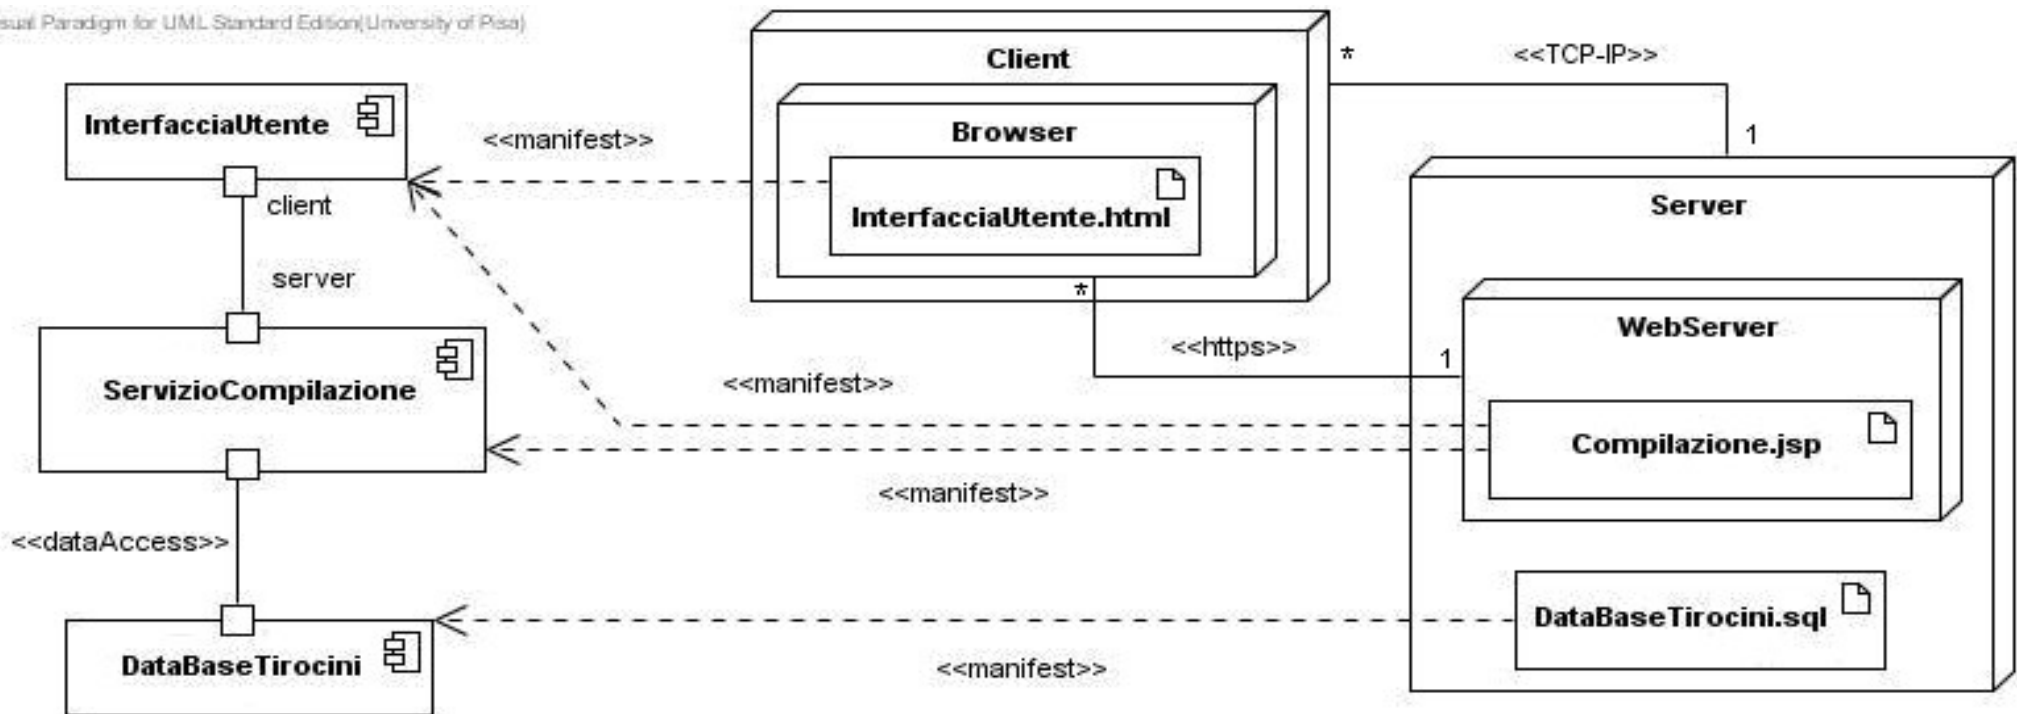 sual Paradigm for UML Standard Edition(University of Pisa)
Client
*
<<TCP-IP>>
1
InterfacciaUtente
<<manifest>>
Browser
InterfacciaUtente.html
Server
client
server
*
<<https>>
1
WebServer
ServizioCompilazione
<<manifest>>
Compilazione.jsp
<<manifest>>
<<dataAccess>>
DataBaseTirocini.sql
DataBaseTirocini
<<manifest>>